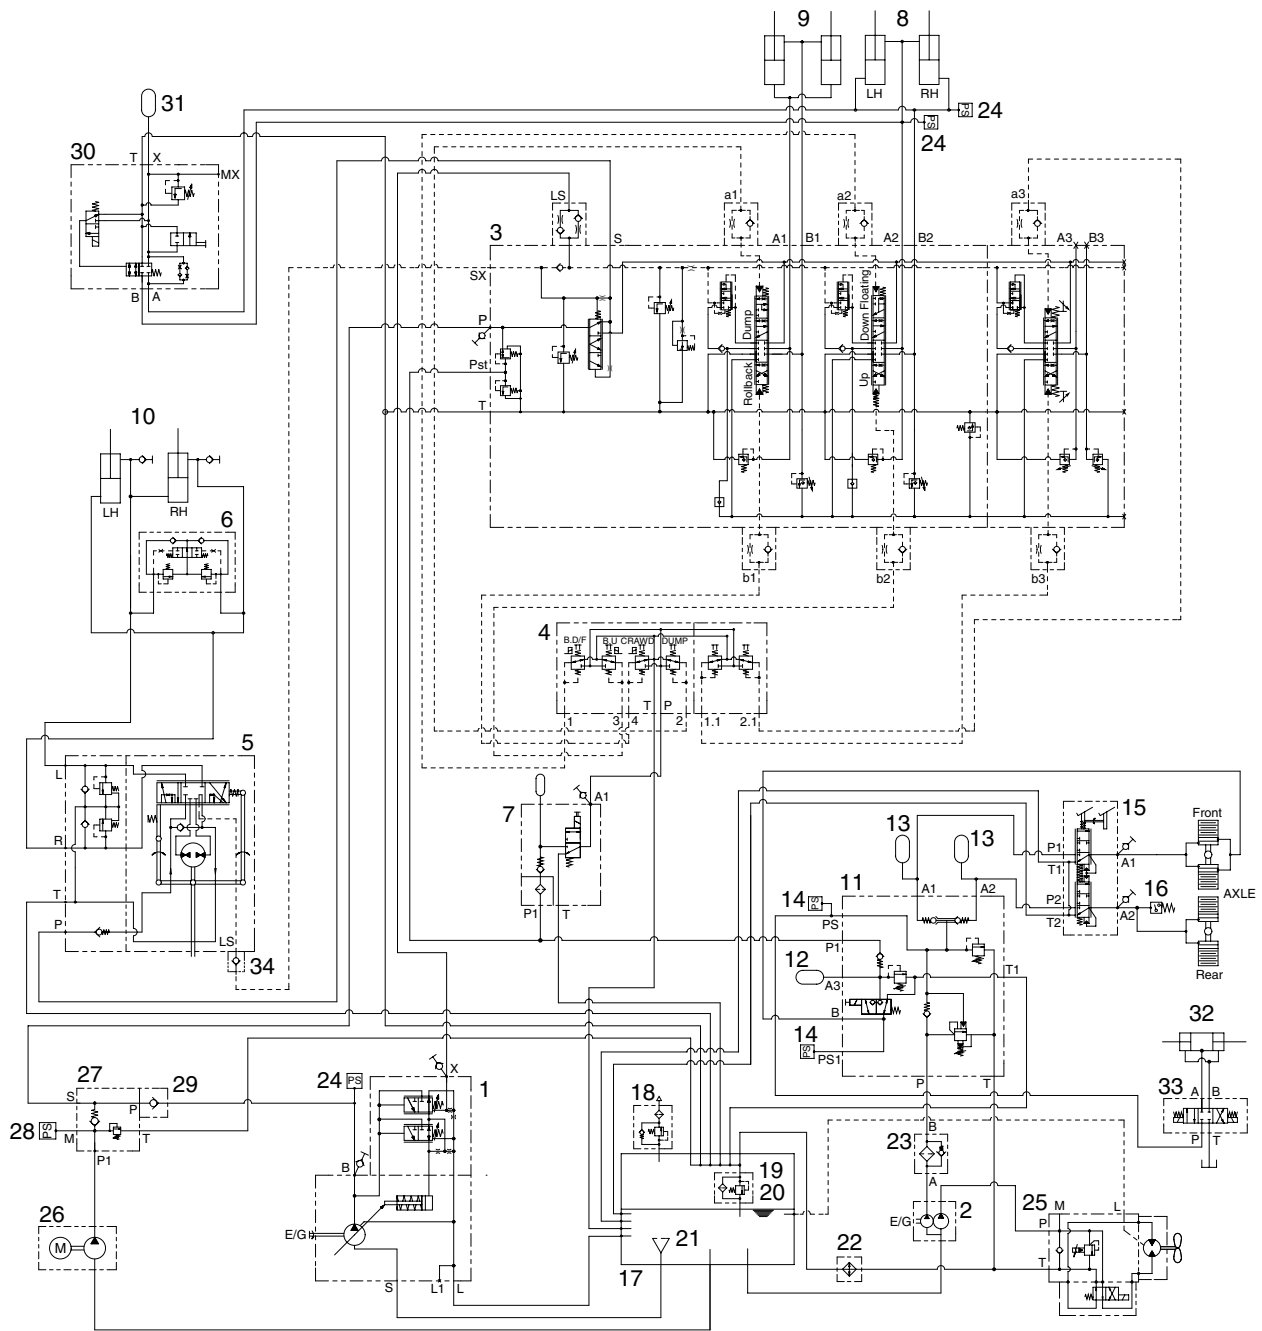 9
8
LH
RH
PS
24
PS
24
31
30
T
X
MX
B
A
LS
a1
a2
a3
3
S
A1
B1
A2
B2
A3
B3
SX
P
Pst
T
Dump
Rollback
Down Floating
Up
10
LH
RH
6
b1
b2
b3
4
B.D/F
B.U
CRAWD
DUMP
T
P
1
3
4
2
1.1
2.1
5
L
R
T
P
LS
34
7
A1
P1
T
13
13
11
A1
A2
14
PS
PS
P1
12
A3
T1
B
14
PS
PS1
P
T
15
P1
T1
A1
P2
T2
A2
16
Front
AXLE
Rear
32
33
A
B
P
T
27
29
S
P
28
PS
M
T
P1
26
M
24
PS
X
1
B
E/G
S
L1
L
18
19
20
21
17
22
23
B
A
2
E/G
25
M
L
P
T